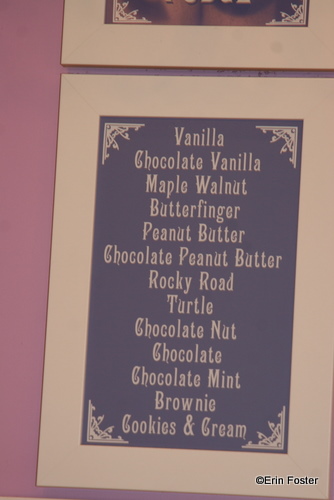 Vanilla
Chocolate Vanilla
Maple Walnut
Butterfinger
Peanut Butter
Chocolate Peanut Butter
Rocky Road
Turtle
Chocolate Nut
Chocolate
Chocolate Mint
Brownie
Cookies & Cream
©Erin Foster